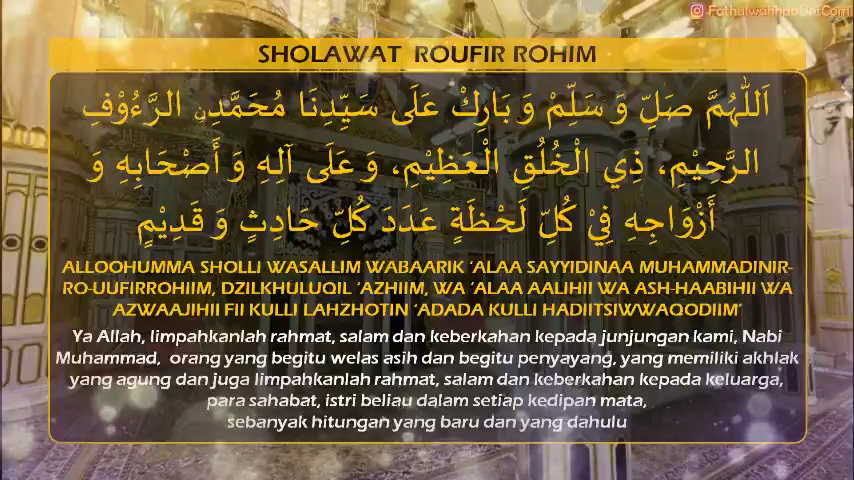 Fathulwahhab.Net.Com
SHOLAWAT ROUFIR ROHIM
اَللّٰهُمَّ صَلِّ وَ سَلِّمْ وَ بَارِكْ عَلَى سَيِّدِنَا مُحَمَّدِنِ الرَّءُوْفِ
الرَّحِيْمِ، ذِي الْخُلُقِ الْعَظِيْمِ، وَ عَلَى آلِهِ وَ أَصْحَابِهِ وَ
أَزْوَاجِهِ فِيْ كُلِّ لَحْظَةٍ عَدَدَ كُلِّ حَادِثٍ وَ قَدِيْمٍ
ALLOOHUMMA SHOLLI WASALLIM WABAARIK ‘ALAA SAYYIDINAA MUHAMMADINIR-
RO-UUFIRROHIIM, DZILKHULUQIL ‘AZHIIM, WA ‘ALAA AALIHII WA ASH-HAABIHII WA
AZWAAJIHII FII KULLI LAHZHOTIN ‘ADADA KULLI HADIITSIWWAQODIIM’
Ya Allah, limpahkanlah rahmat, salam dan keberkahan kepada junjungan kami, Nabi
Muhammad, orang yang begitu welas asih dan begitu penyayang, yang memiliki akhlak
yang agung dan juga limpahkanlah rahmat, salam dan keberkahan kepada keluarga,
para sahabat, istri beliau dalam setiap kedipan mata,
sebanyak hitungan yang baru dan yang dahulu